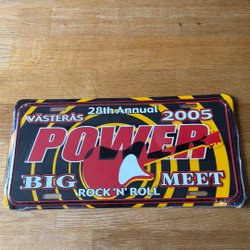 28th Annual
VÄSTERÅS 2005
POWER
BIG MEET
ROCK 'N' ROLL